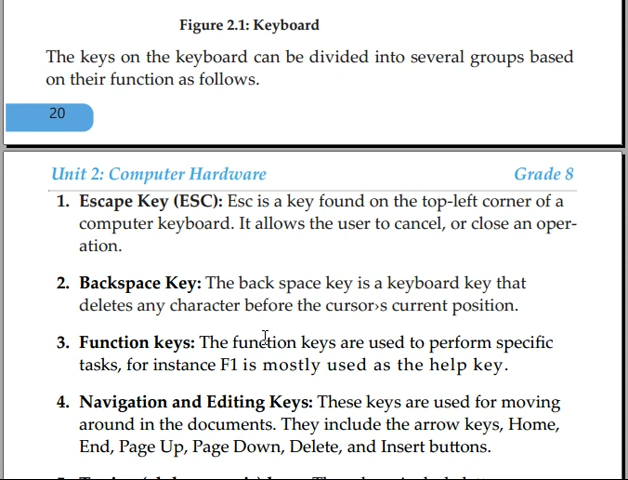 Figure 2.1: Keyboard
The keys on the keyboard can be divided into several groups based
on their function as follows.
20
Unit 2: Computer Hardware Grade 8
1. Escape Key (ESC): Esc is a key found on the top-left corner of a
computer keyboard. It allows the user to cancel, or close an oper-
ation.
2. Backspace Key: The back space key is a keyboard key that
deletes any character before the cursor›s current position.
3. Function keys: The function keys are used to perform specific
tasks, for instance F1 is mostly used as the help key.
4. Navigation and Editing Keys: These keys are used for moving
around in the documents. They include the arrow keys, Home,
End, Page Up, Page Down, Delete, and Insert buttons.